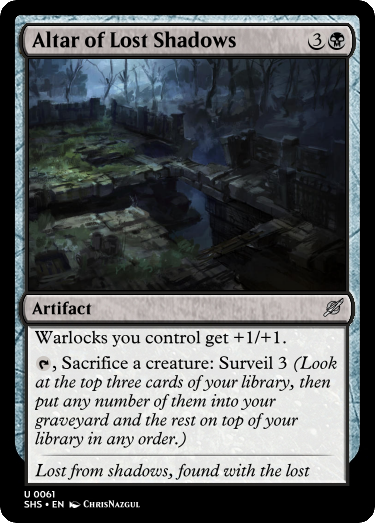 Altar of Lost Shadows 3
Artifact
Warlocks you control get +1/+1.
, Sacrifice a creature: Surveil 3 (Look
at the top three cards of your library, then
put any number of them into your
graveyard and the rest on top of your
library in any order.)
Lost from shadows, found with the lost
U 0061
SHS • EN ChrisNazgul